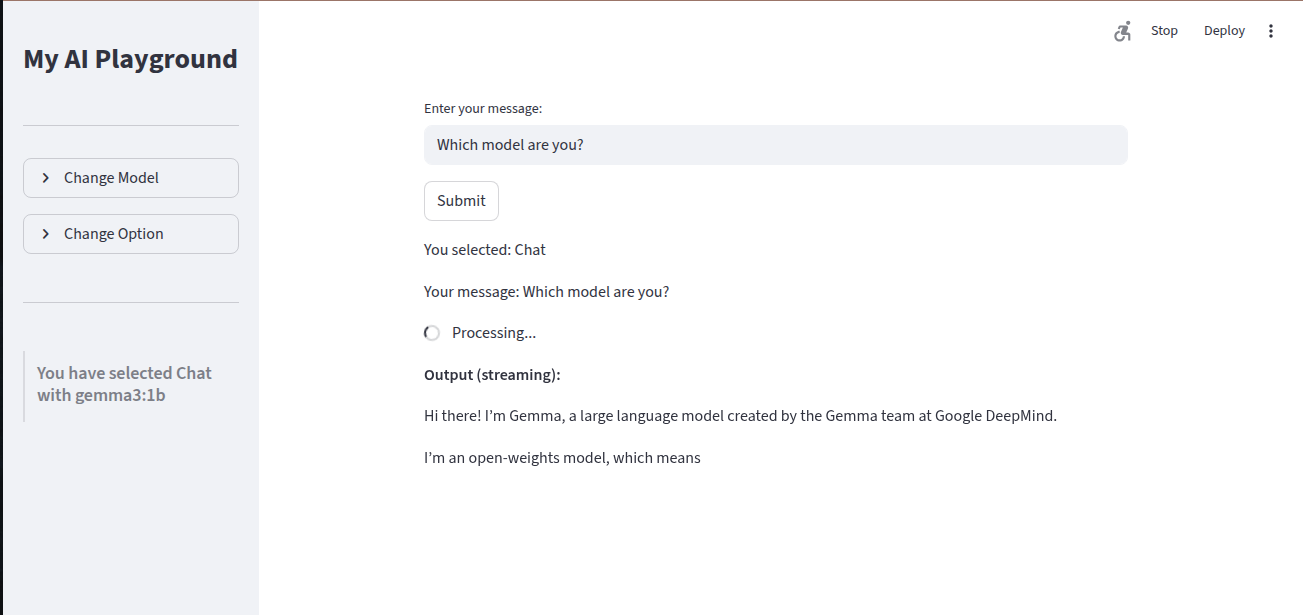 My AI Playground
Change Model
Change Option
You have selected Chat
with gemma3:1b
Stop
Deploy
Enter your message:
Which model are you?
Submit
You selected: Chat
Your message: Which model are you?
Processing...
Output (streaming):
Hi there! I’m Gemma, a large language model created by the Gemma team at Google DeepMind.
I’m an open-weights model, which means